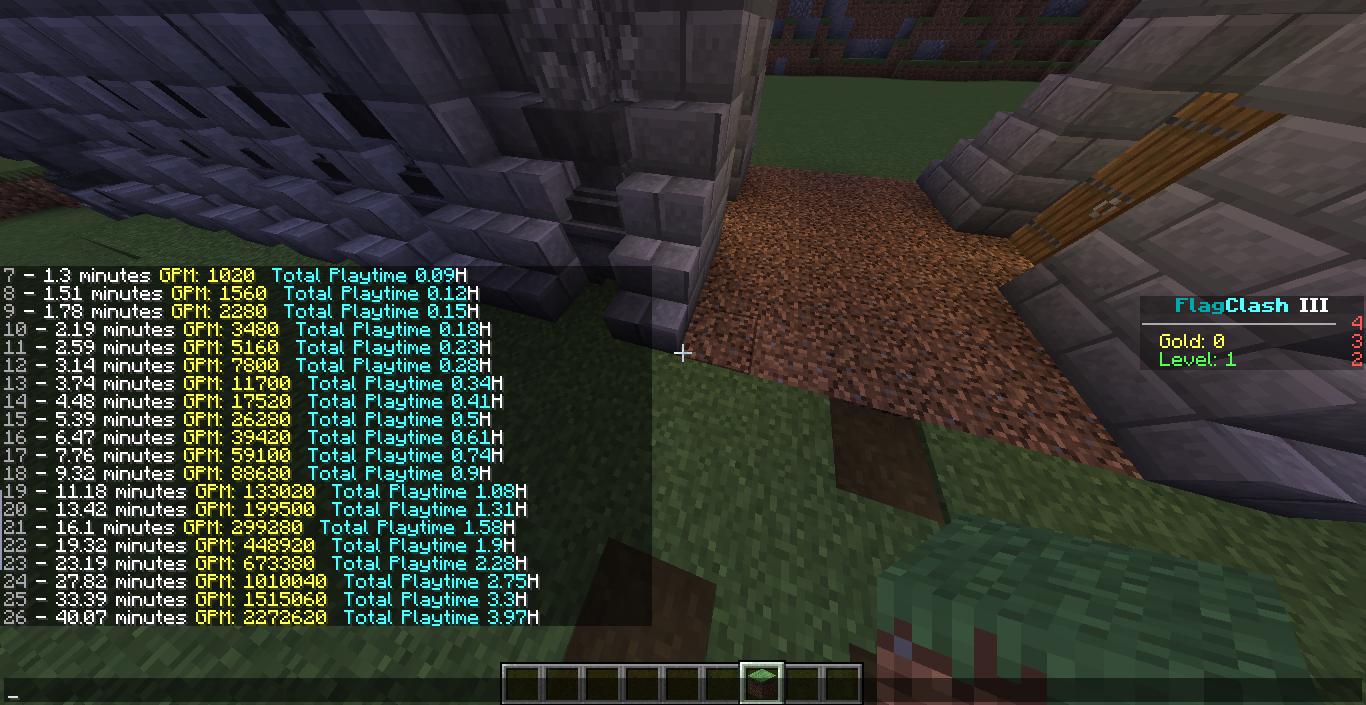 7 - 1.3 minutes GPM: 1020 Total Playtime 0.09H
8 - 1.51 minutes GPM: 1560 Total Playtime 0.12H
9 - 1.78 minutes GPM: 2280 Total Playtime 0.15H
10 - 2.19 minutes GPM: 3480 Total Playtime 0.18H
11 - 2.59 minutes GPM: 5160 Total Playtime 0.23H
12 - 3.14 minutes GPM: 7800 Total Playtime 0.28H
13 - 3.74 minutes GPM: 11700 Total Playtime 0.34H
14 - 4.48 minutes GPM: 17520 Total Playtime 0.41H
15 - 5.39 minutes GPM: 26280 Total Playtime 0.5H
16 - 6.47 minutes GPM: 39420 Total Playtime 0.61H
17 - 7.76 minutes GPM: 59100 Total Playtime 0.74H
18 - 9.32 minutes GPM: 88680 Total Playtime 0.9H
19 - 11.18 minutes GPM: 133020 Total Playtime 1.08H
20 - 13.42 minutes GPM: 199500 Total Playtime 1.31H
21 - 16.1 minutes GPM: 299280 Total Playtime 1.58H
22 - 19.32 minutes GPM: 448920 Total Playtime 1.9H
23 - 23.19 minutes GPM: 673380 Total Playtime 2.28H
24 - 27.82 minutes GPM: 1010040 Total Playtime 2.75H
25 - 33.39 minutes GPM: 1515060 Total Playtime 3.3H
26 - 40.07 minutes GPM: 2272620 Total Playtime 3.97H
_
FlagClash III
4
Gold: 0 3
Level: 1 2